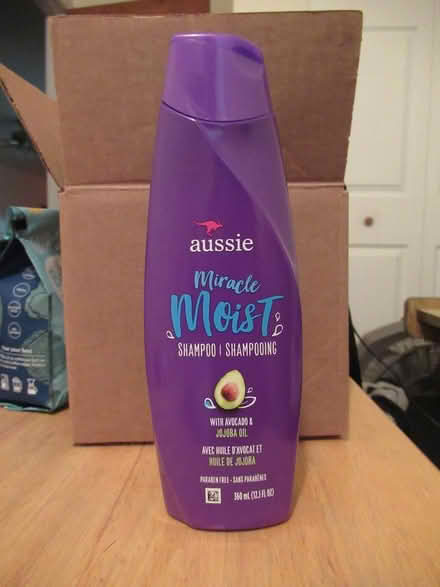 aussie
Miracle
Moist
SHAMPOO | SHAMPOOING
WITH AVOCADO &
JOJOBA OIL
AVEC HUILE D'AVOCAT ET
HUILE DE JOJOBA
PARABEN FREE • SANS PARABÈNES
360 mL (12.1 FL OZ)